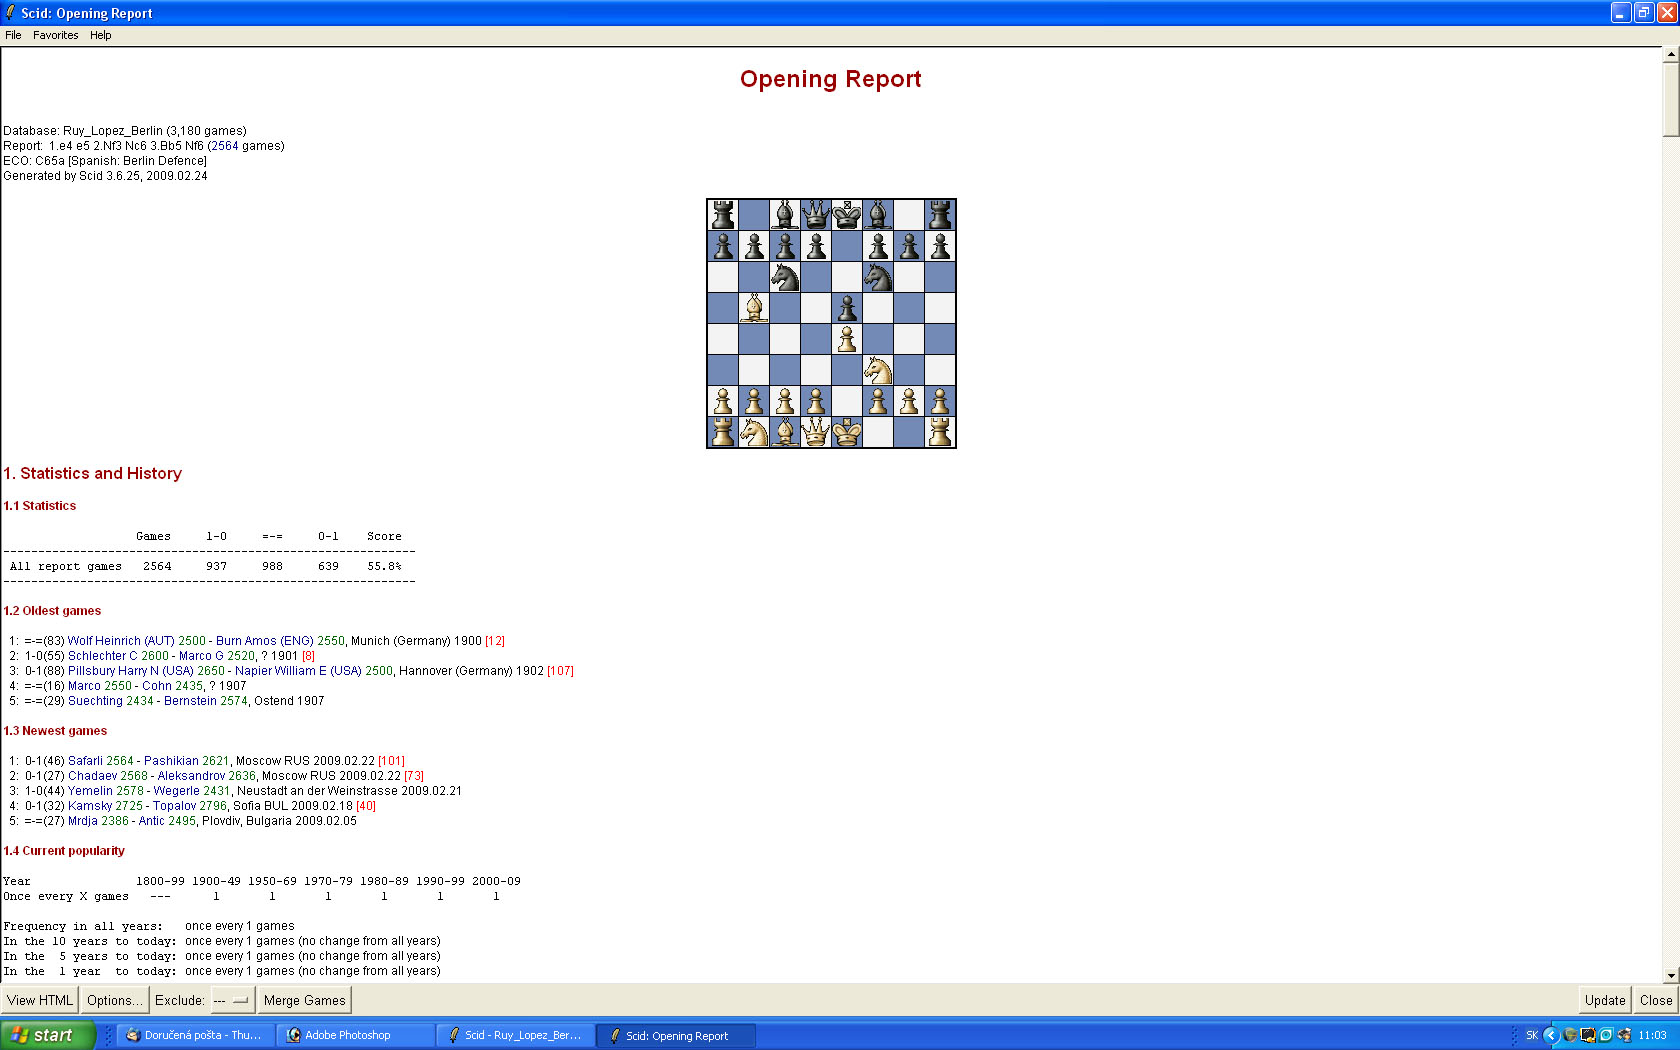 Scid: Opening Report
File Favorites Help
Opening Report
Database: Ruy_Lopez_Berlin (3,180 games)
Report: 1.e4 e5 2.Nf3 Nc6 3.Bb5 Nf6 (2564 games)
ECO: C65a [Spanish: Berlin Defence]
Generated by Scid 3.6.25, 2009.02.24
1. Statistics and History
1.1 Statistics
Games 1-0 =-= 0-1 Score
All report games 2564 937 988 639 55.8%
1.2 Oldest games
1: =-=(83) Wolf Heinrich (AUT) 2500 - Burn Amos (ENG) 2550, Munich (Germany) 1900 [12]
2: 1-0(55) Schlechter C 2600 - Marco G 2520, ? 1901 [8]
3: 0-1(88) Pillsbury Harry N (USA) 2650 - Napier William E (USA) 2500, Hannover (Germany) 1902 [107]
4: =-=(16) Marco 2550 - Cohn 2435, ? 1907
5: =-=(29) Suechting 2434 - Bernstein 2574, Ostend 1907
1.3 Newest games
1: 0-1(46) Safarli 2564 - Pashikian 2621, Moscow RUS 2009.02.22 [101]
2: 0-1(27) Chadaev 2568 - Aleksandrov 2636, Moscow RUS 2009.02.22 [73]
3: 1-0(44) Yemelin 2578 - Wegerle 2431, Neustadt an der Weinstrasse 2009.02.21
4: 0-1(32) Kamsky 2725 - Topalov 2796, Sofia BUL 2009.02.18 [40]
5: =-=(27) Mrdja 2386 - Antic 2495, Plovdiv, Bulgaria 2009.02.05
1.4 Current popularity
Year 1800-99 1900-49 1950-69 1970-79 1980-89 1990-99 2000-09
Once every X games --- 1 1 1 1 1 1
Frequency in all years: once every 1 games
In the 10 years to today: once every 1 games (no change from all years)
In the 5 years to today: once every 1 games (no change from all years)
In the 1 year to today: once every 1 games (no change from all years)
View HTML Options... Exclude: --- Merge Games Update Close
start Doručená pošta - Thu... Adobe Photoshop Scid - Ruy_Lopez_Ber... Scid: Opening Report SK 11:03